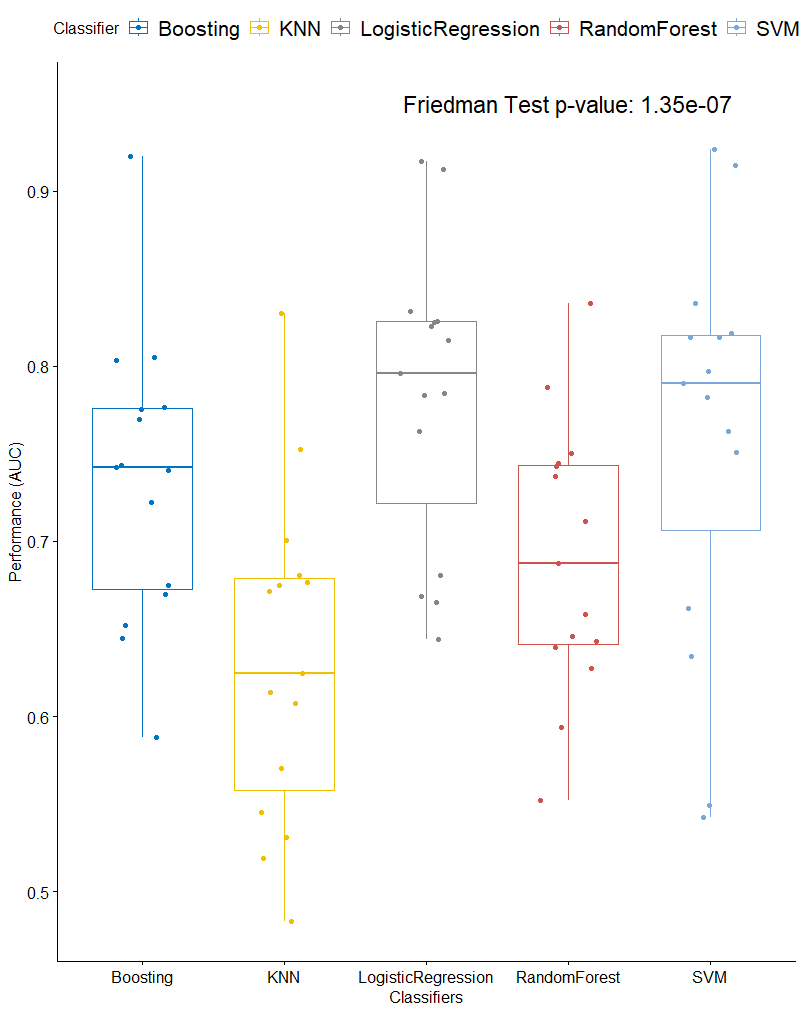 Classifier Boosting KNN LogisticRegression RandomForest SVM
Friedman Test p-value: 1.35e-07
0.9
0.8
0.7
0.6
0.5
Performance (AUC)
Boosting KNN LogisticRegression RandomForest SVM
Classifiers